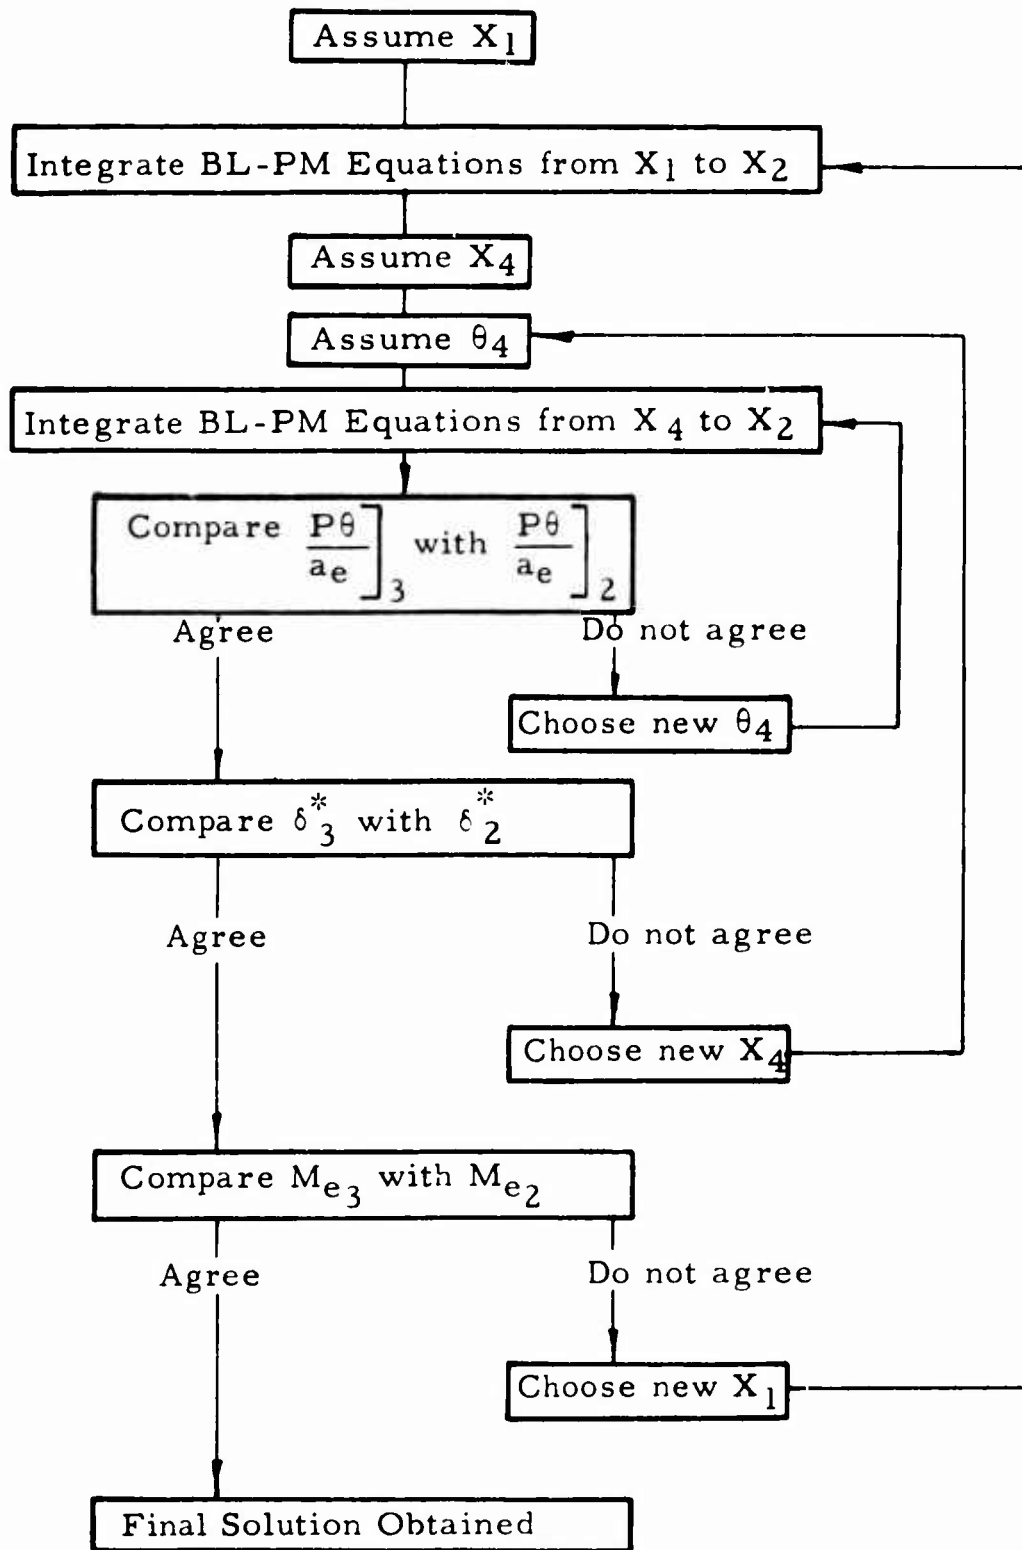 Assume X₁
Integrate BL-PM Equations from X₁ to X₂
Assume X₄
Assume θ₄
Integrate BL-PM Equations from X₄ to X₂
Compare Pθ/aₑ]₃ with Pθ/aₑ]₂
Agree
Do not agree
Choose new θ₄
Compare δ*₃ with δ*₂
Agree
Do not agree
Choose new X₄
Compare Mₑ₃ with Mₑ₂
Agree
Do not agree
Choose new X₁
Final Solution Obtained